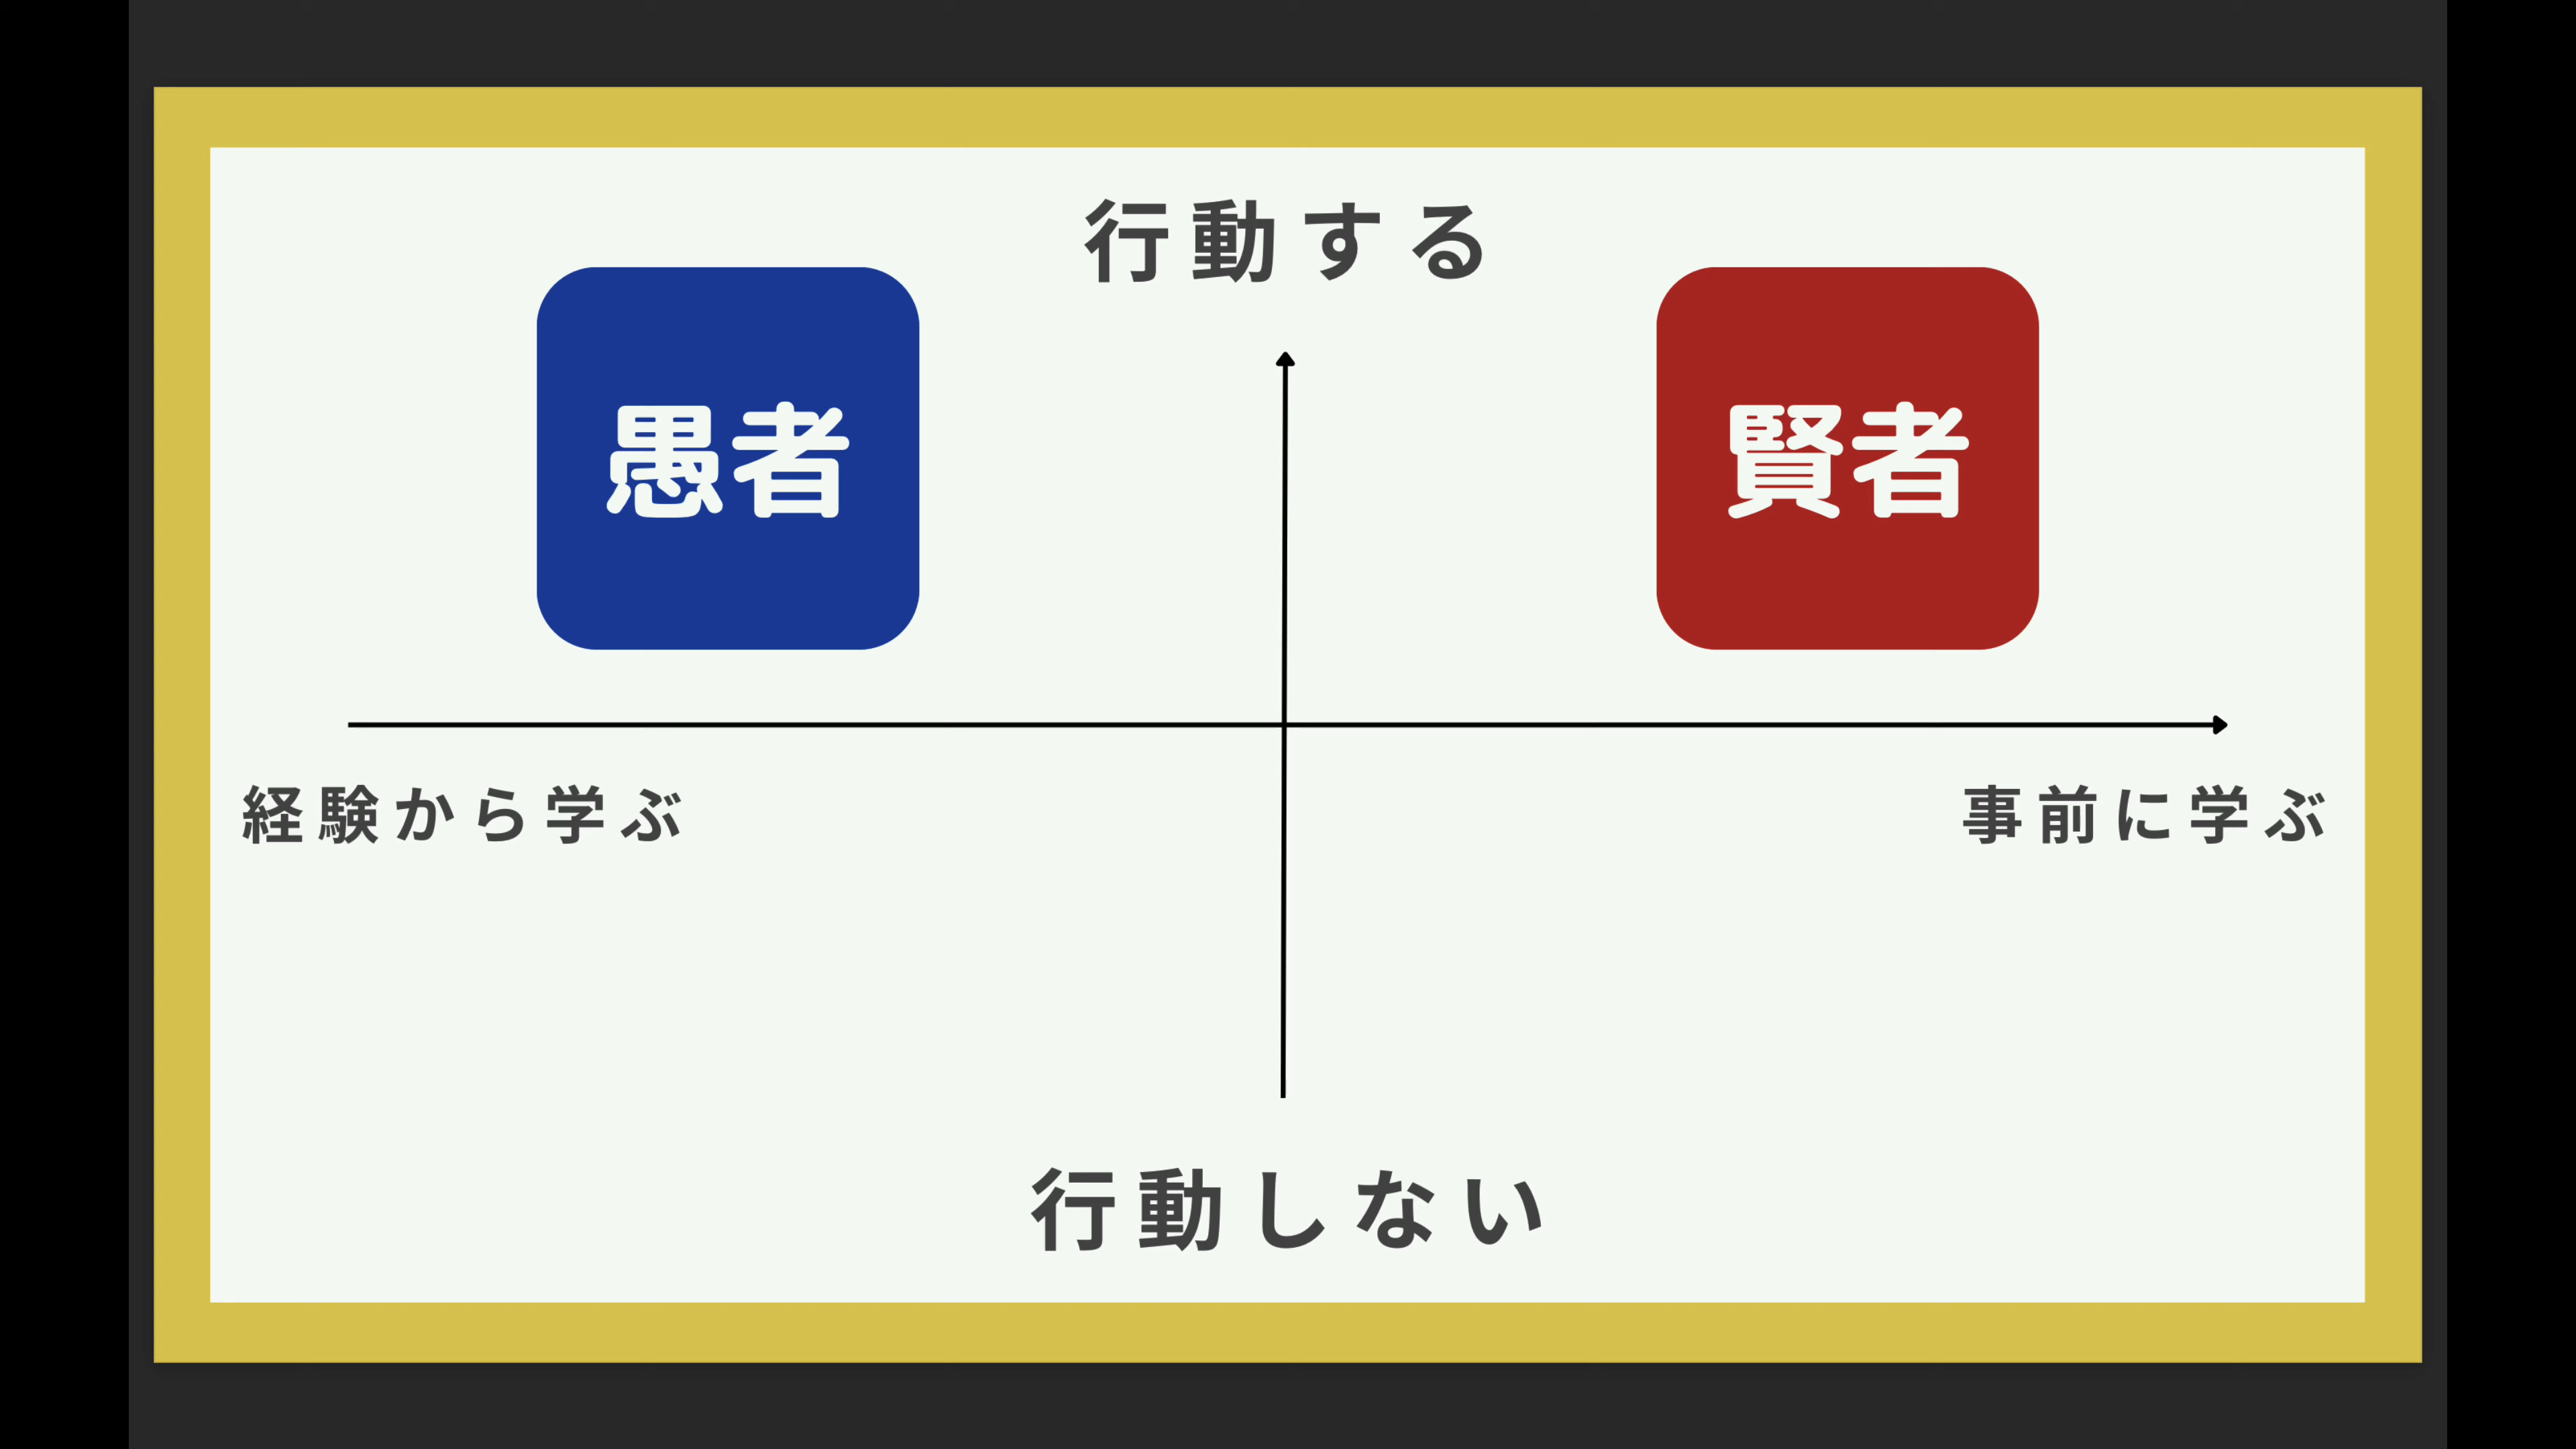 行動する
愚者
賢者
経験から学ぶ
事前に学ぶ
行動しない